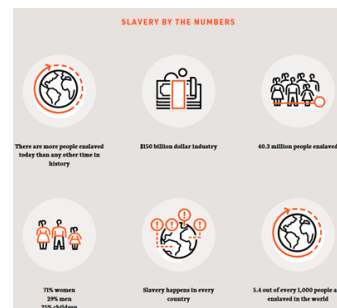 SLAVERY BY THE NUMBERS
There are more people enslaved
today than any other time in
history
$150 billion dollar industry
40.3 million people enslaved
71% women
29% men
25% children
Slavery happens in every
country
5.4 out of every 1,000 people a
enslaved in the world